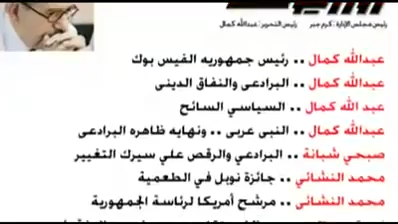 رئيس مجلس الإدارة : كرم جبر    رئيس التحرير : عبدالله كمال
عبدالله كمال .. رئيس جمهوريه الفيس بوك
عبدالله كمال .. البرادعى والنفاق الدينى
عبد الله كمال .. السياسي السائح
عبدالله كمال .. النبى عربى .. ونهايه ظاهره البرادعى
صبحي شبانة .. البرادعي والرقص علي سيرك التغيير
محمد النشائي .. جائزة نوبل في الطعمية
محمد النشائي .. مرشح أمريكا لرئاسة الجمهورية